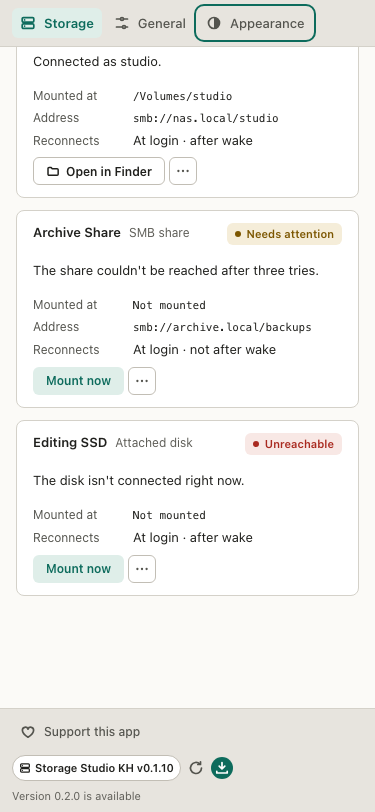 Storage General Appearance
Connected as studio.
Mounted at /Volumes/studio
Address smb://nas.local/studio
Reconnects At login · after wake
Open in Finder ···
Archive Share SMB share Needs attention
The share couldn't be reached after three tries.
Mounted at Not mounted
Address smb://archive.local/backups
Reconnects At login · not after wake
Mount now ···
Editing SSD Attached disk Unreachable
The disk isn't connected right now.
Mounted at Not mounted
Reconnects At login · after wake
Mount now ···
Support this app
Storage Studio KH v0.1.10
Version 0.2.0 is available